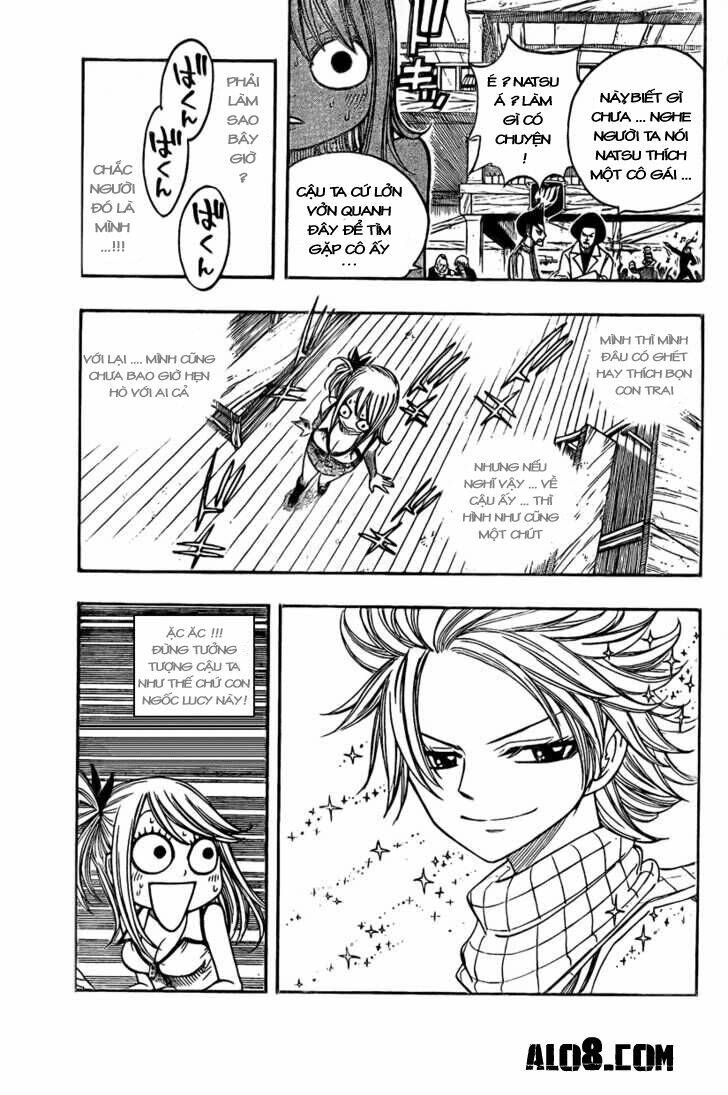 NÀY BIẾT GÌ
CHƯA ... NGHE
NGƯỜI TA NÓI
NATSU THÍCH
MỘT CÔ GÁI ...
É ? NATSU
Á ? LÀM
GÌ CÓ
CHUYỆN
!
CẬU TA CỨ LỞN
VỞN QUANH
ĐÂY ĐỂ TÌM
GẶP CÔ ẤY
...
PHẢI
LÀM
SAO
BÂY
GIỜ
?
ばくん
ばくん
ばくん
CHẮC
NGƯỜI
ĐÓ LÀ
MÌNH
...!!!
MÌNH THÌ MÌNH
ĐÂU CÓ GHÉT
HAY THÍCH BỌN
CON TRAI
VỚI LẠI .... MÌNH CŨNG
CHƯA BAO GIỜ HẸN
HÒ VỚI AI CẢ
NHƯNG NẾU
NGHĨ VẬY ... VỀ
CẬU ẤY ... THÌ
HÌNH NHƯ CŨNG
MỘT CHÚT
ẶC ẶC !!!
ĐỪNG TƯỞNG
TƯỢNG CẬU TA
NHƯ THẾ CHỨ CON
NGỐC LUCY NÀY!
ALO8.COM